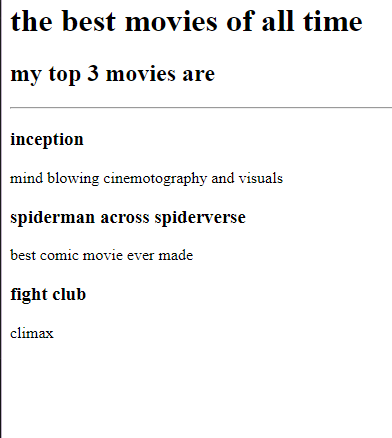 the best movies of all time
my top 3 movies are
inception
mind blowing cinemotography and visuals
spiderman across spiderverse
best comic movie ever made
fight club
climax